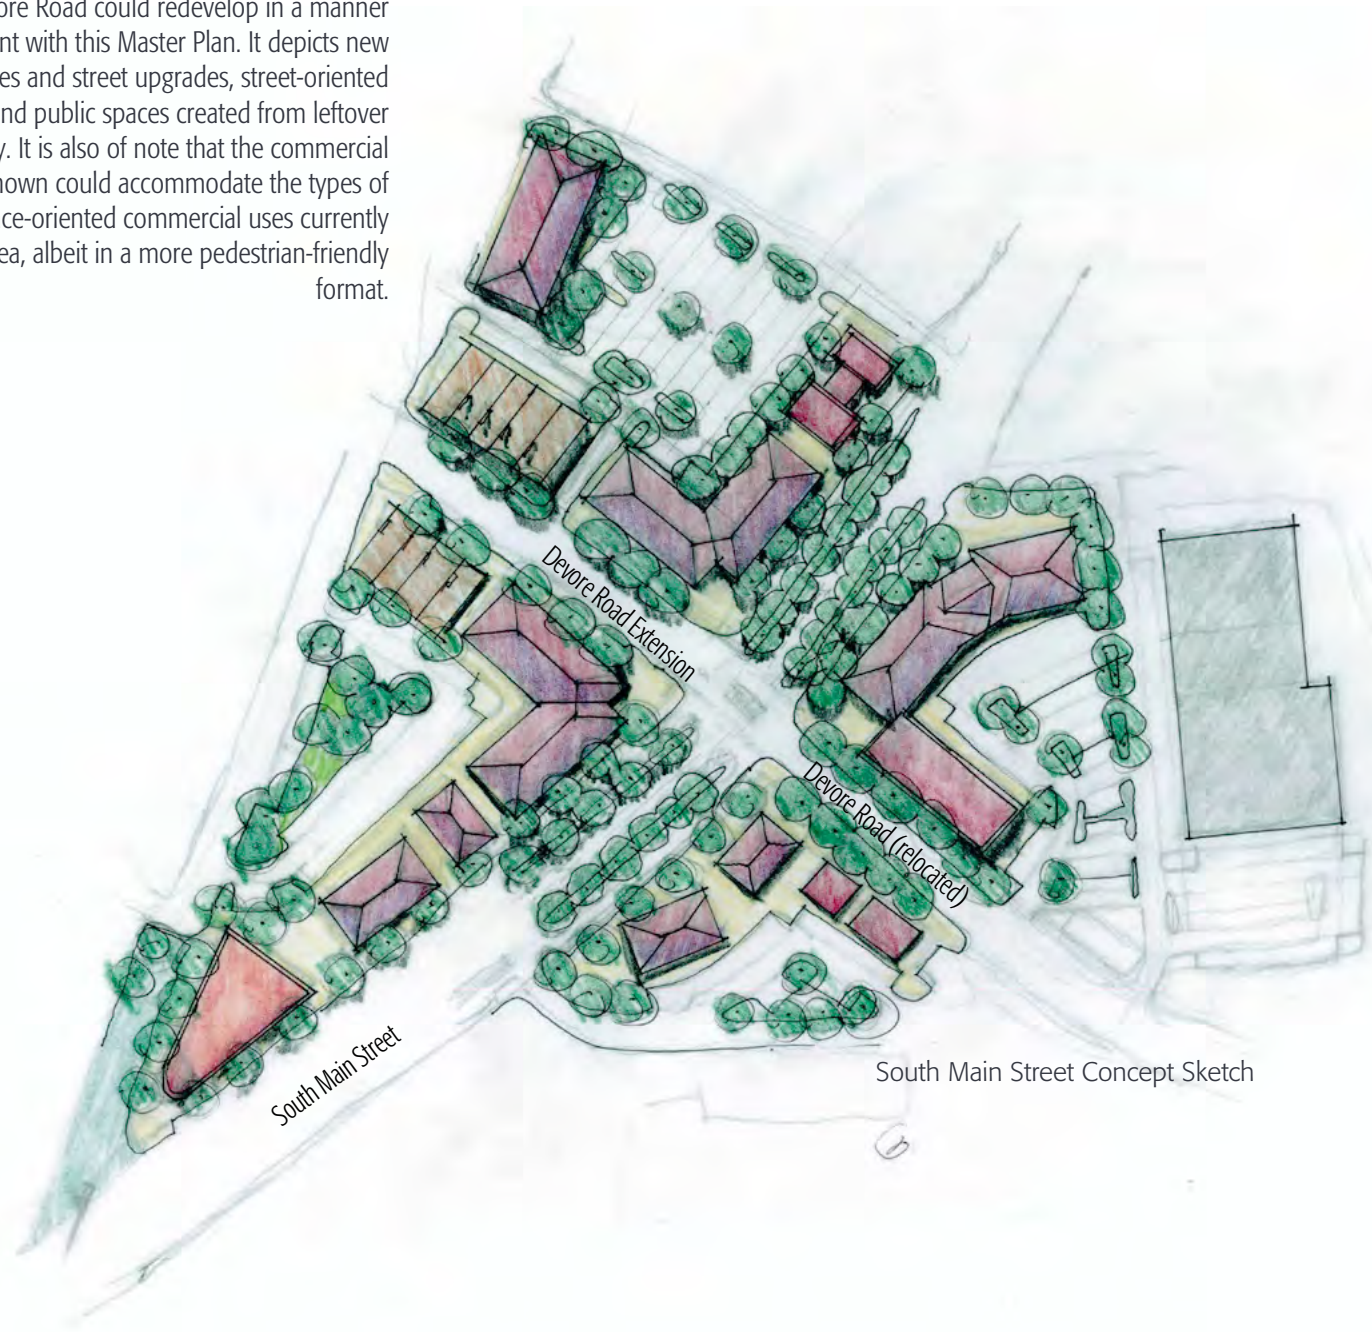 ore Road could redevelop in a manner
nt with this Master Plan. It depicts new
es and street upgrades, street-oriented
nd public spaces created from leftover
y. It is also of note that the commercial
hown could accommodate the types of
ice-oriented commercial uses currently
ea, albeit in a more pedestrian-friendly
format.
Devore Road Extension
Devore Road (relocated)
South Main Street
South Main Street Concept Sketch